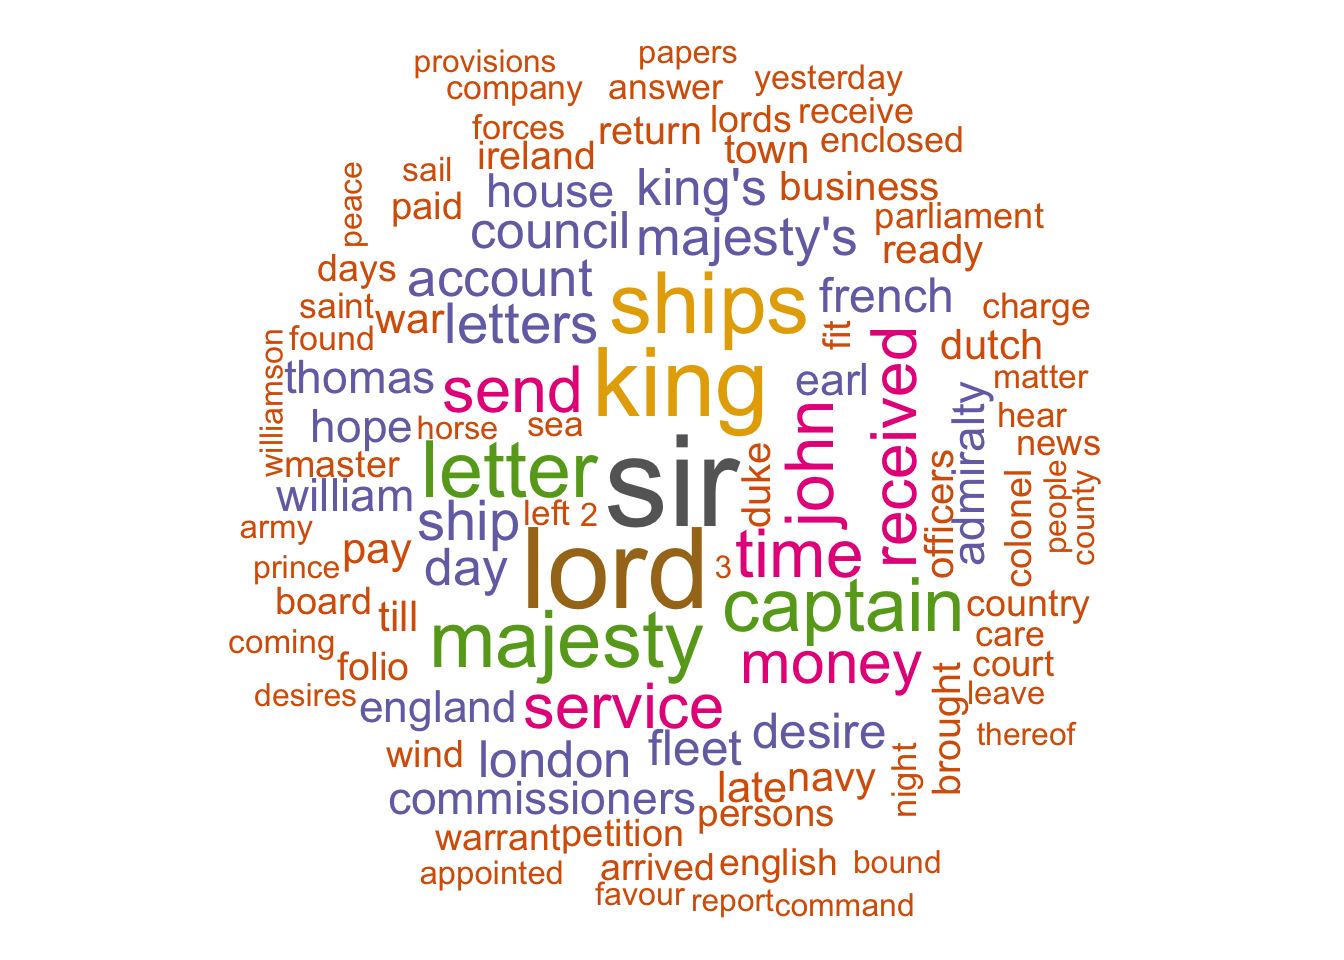 provisions papers
company answer yesterday
forces return lords receive
ireland town enclosed
peace sail house king's business
paid council majesty's parliament
days account ready
saint war letters ships french charge
williamson found fit dutch
thomas send king earl received matter
hope horse sea john admiralty hear
master letter sir duke officers news
william ship left 2 colonel people county
army pay day lord 3 time
prince board till majesty captain country
coming folio money care
desires england service brought court
leave
wind london fleet desire thereof
commissioners late navy night
warrant petition persons
appointed arrived english bound
favour report command